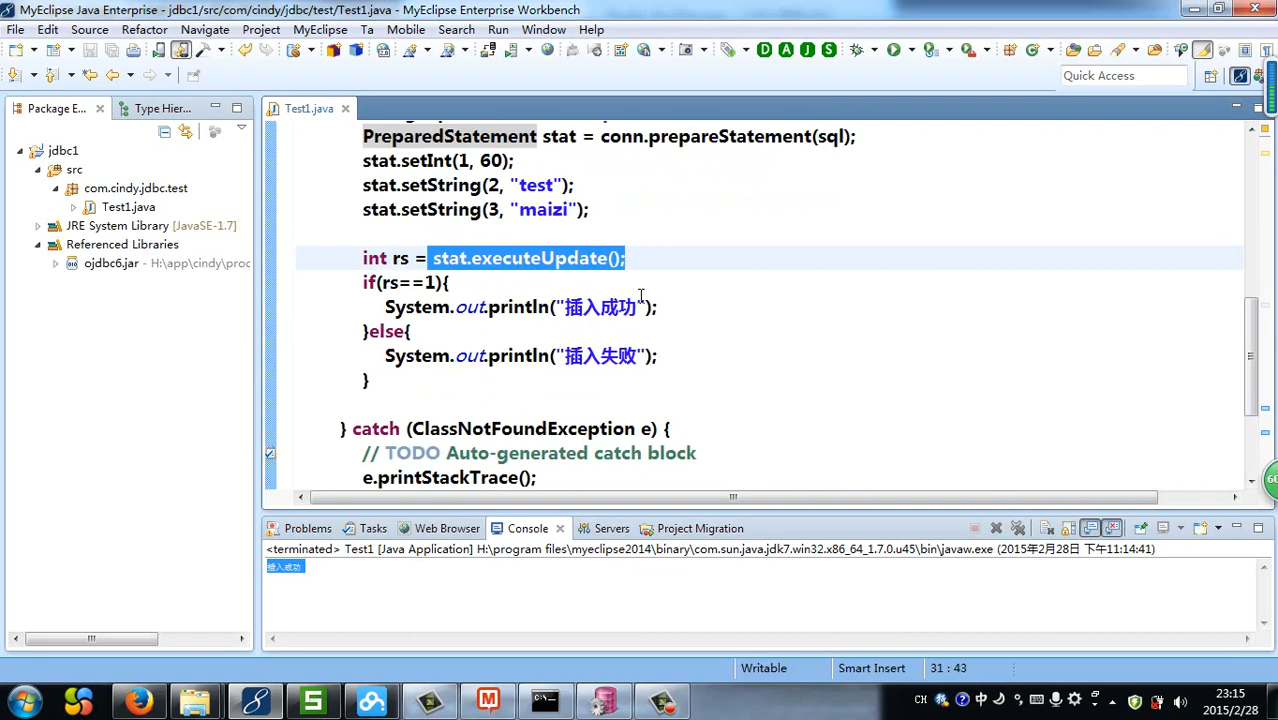 MyEclipse Java Enterprise - jdbc1/src/com/cindy/jdbc/test/Test1.java - MyEclipse Enterprise Workbench
File Edit Source Refactor Navigate Project MyEclipse Ta Mobile Search Run Window Help
D A J S
Quick Access
Package E... Type Hier...
Test1.java
jdbc1
src
com.cindy.jdbc.test
Test1.java
JRE System Library [JavaSE-1.7]
Referenced Libraries
ojdbc6.jar - H:\app\cindy\proc
PreparedStatement stat = conn.prepareStatement(sql);
stat.setInt(1, 60);
stat.setString(2, "test");
stat.setString(3, "maizi");
int rs = stat.executeUpdate();
if(rs==1){
System.out.println("插入成功");
}else{
System.out.println("插入失败");
}
} catch (ClassNotFoundException e) {
// TODO Auto-generated catch block
e.printStackTrace();
60
Problems Tasks Web Browser Console Servers Project Migration
<terminated> Test1 [Java Application] H:\program files\myeclipse2014\binary\com.sun.java.jdk7.win32.x86_64_1.7.0.u45\bin\javaw.exe (2015年2月28日 下午11:14:41)
插入成功
Writable Smart Insert 31 : 43
CH 中
23:15
2015/2/28